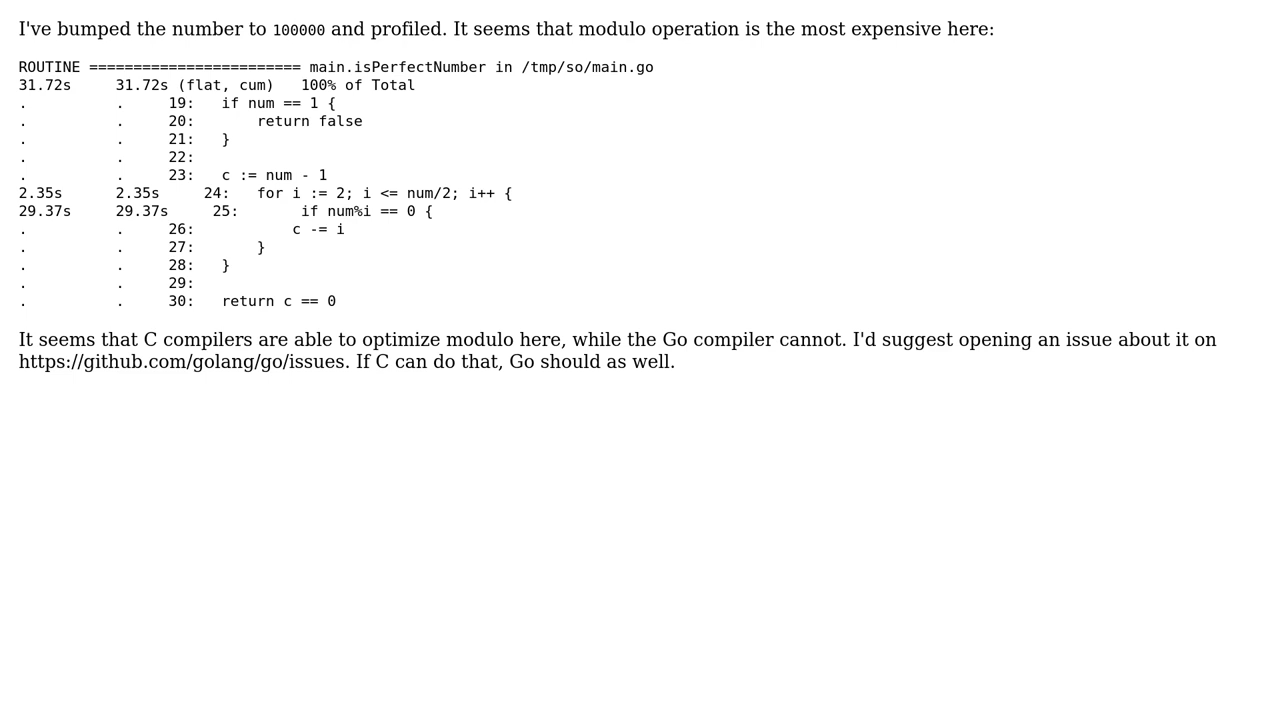 I've bumped the number to 100000 and profiled. It seems that modulo operation is the most expensive here:
ROUTINE ======================== main.isPerfectNumber in /tmp/so/main.go
31.72s     31.72s (flat, cum)   100% of Total
.          .     19:   if num == 1 {
.          .     20:       return false
.          .     21:   }
.          .     22:
.          .     23:   c := num - 1
2.35s      2.35s     24:   for i := 2; i <= num/2; i++ {
29.37s     29.37s     25:       if num%i == 0 {
.          .     26:           c -= i
.          .     27:       }
.          .     28:   }
.          .     29:
.          .     30:   return c == 0
It seems that C compilers are able to optimize modulo here, while the Go compiler cannot. I'd suggest opening an issue about it on
https://github.com/golang/go/issues. If C can do that, Go should as well.